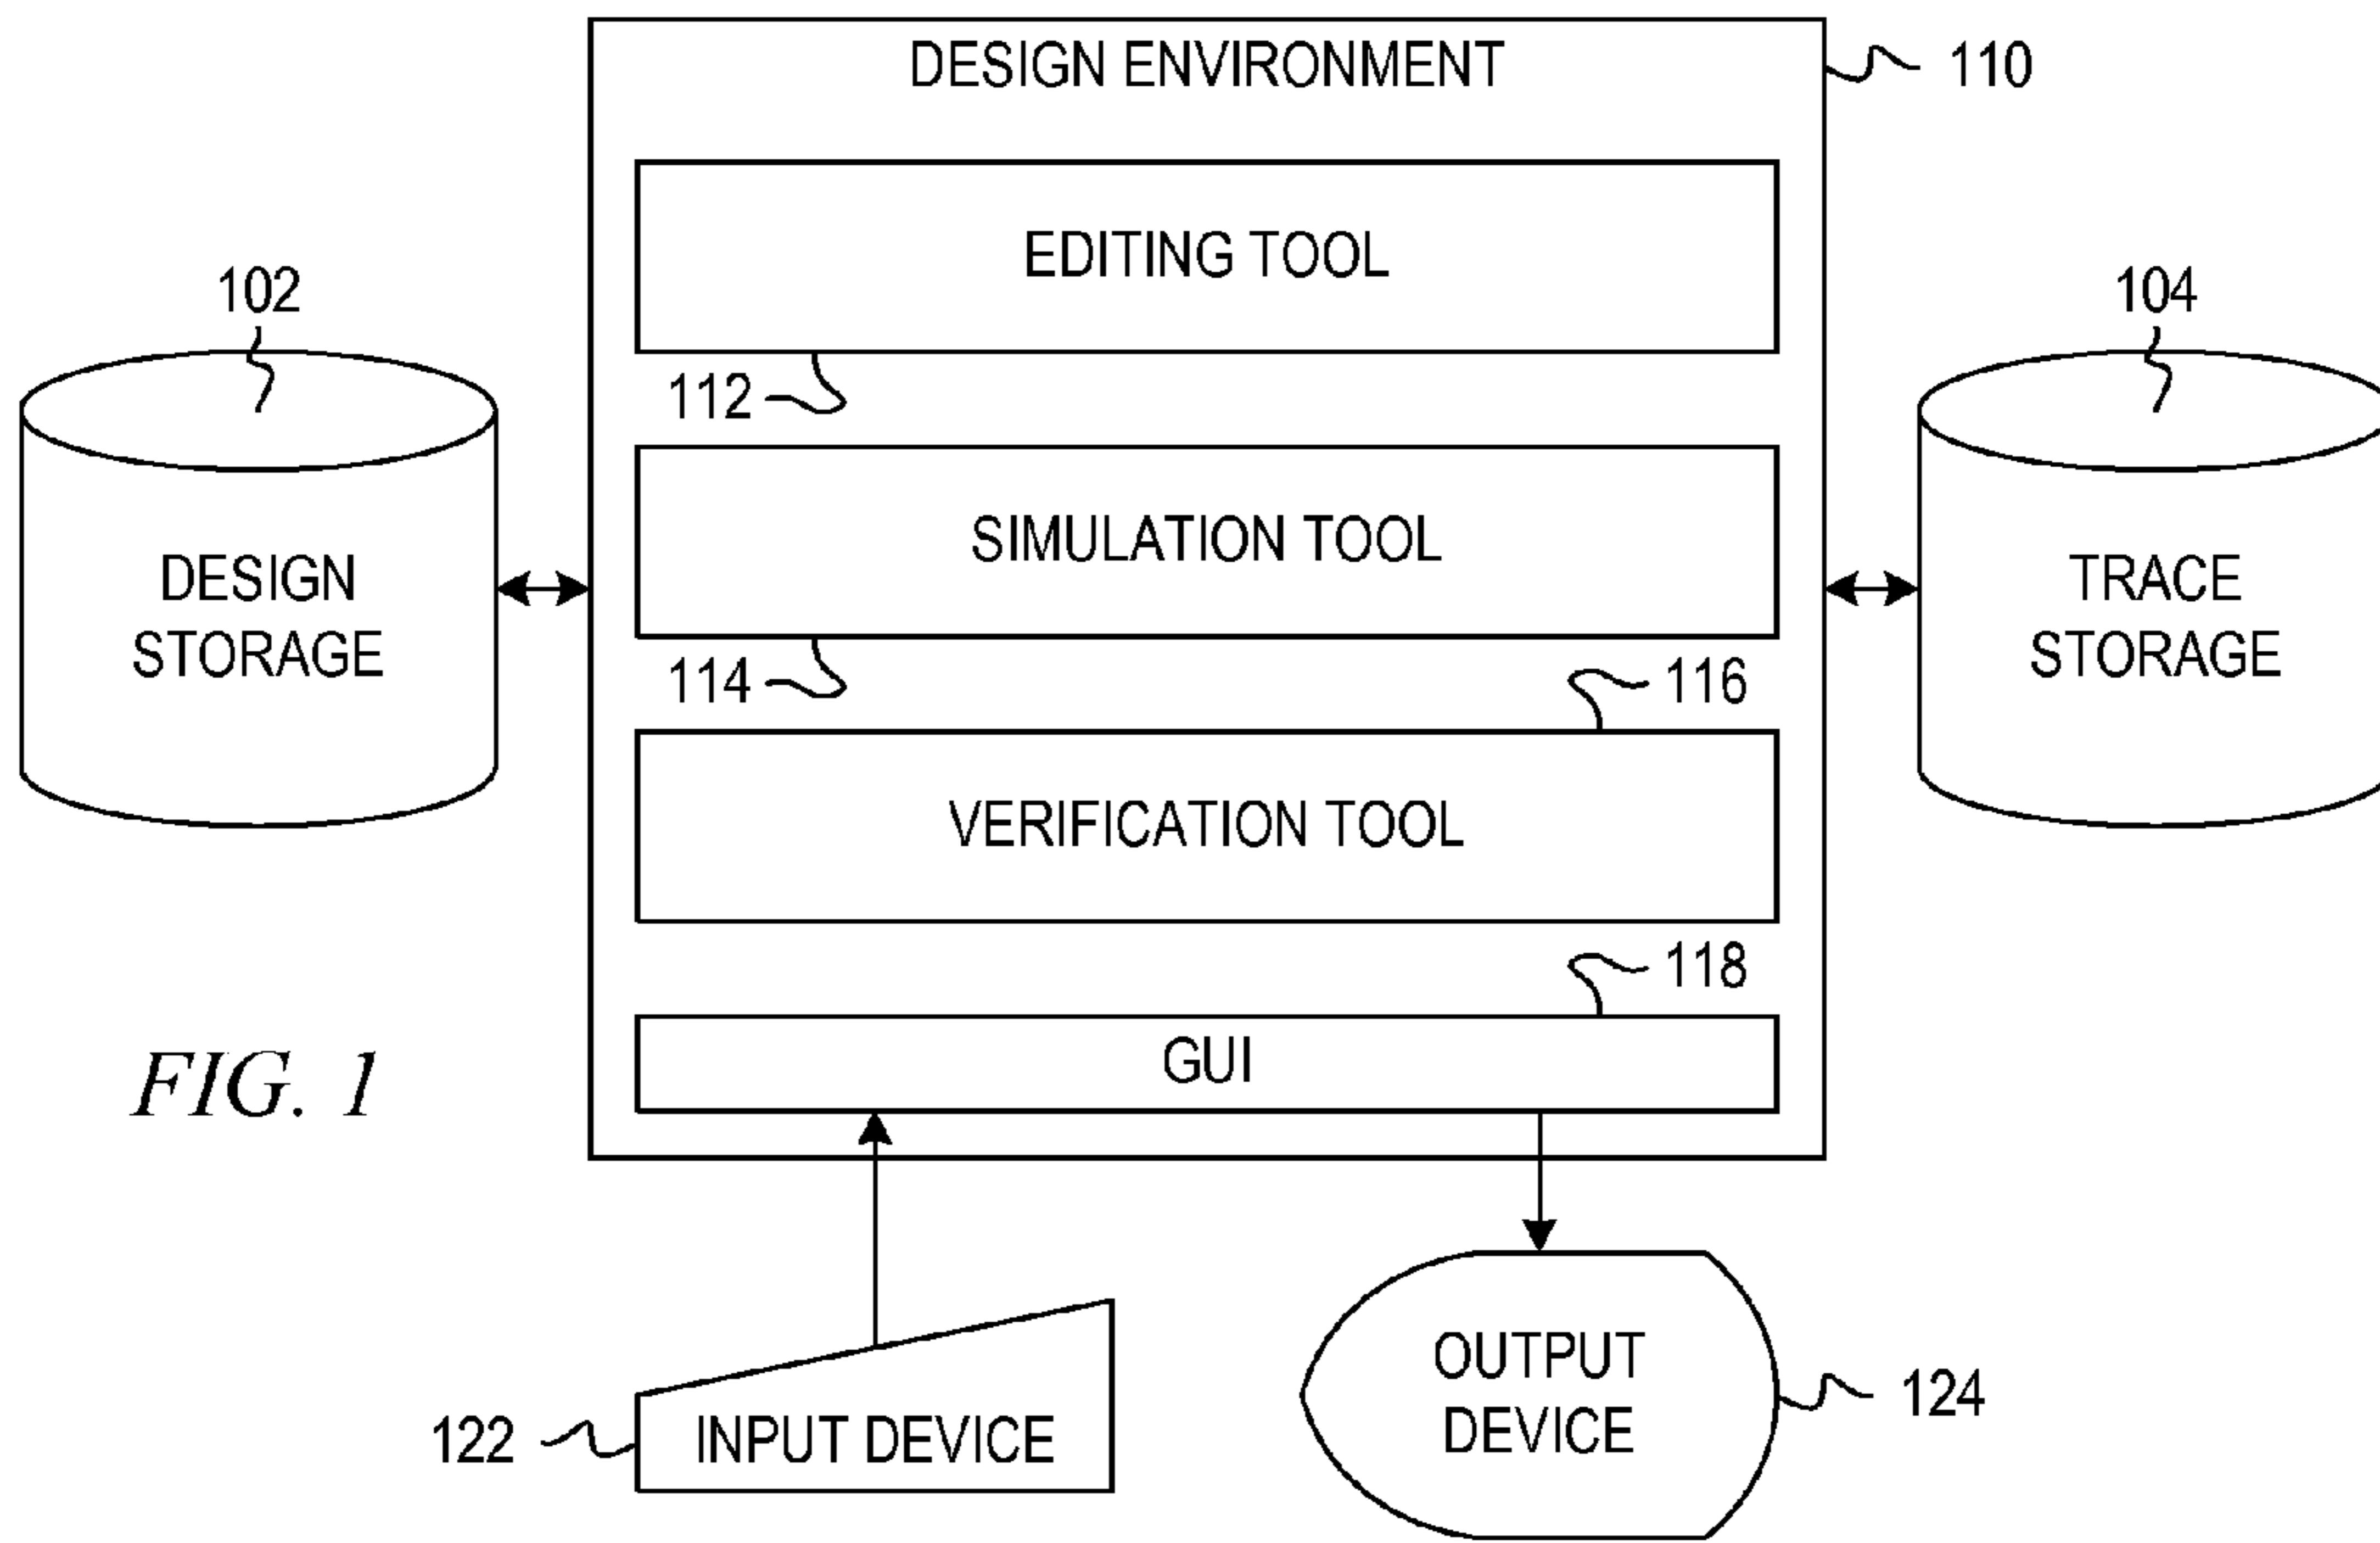 DESIGN ENVIRONMENT
110
EDITING TOOL
102
104
112
SIMULATION TOOL
DESIGN
STORAGE
TRACE
STORAGE
114
116
VERIFICATION TOOL
118
GUI
FIG. 1
OUTPUT
DEVICE
124
122
INPUT DEVICE